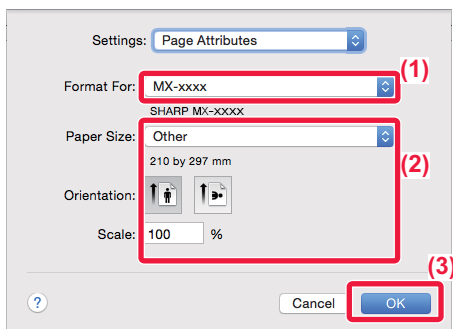 Settings: Page Attributes
(1)
Format For: MX-xxxx
SHARP MX-xxxx
Paper Size: Other
(2)
210 by 297 mm
Orientation:
Scale: 100 %
(3)
? Cancel OK